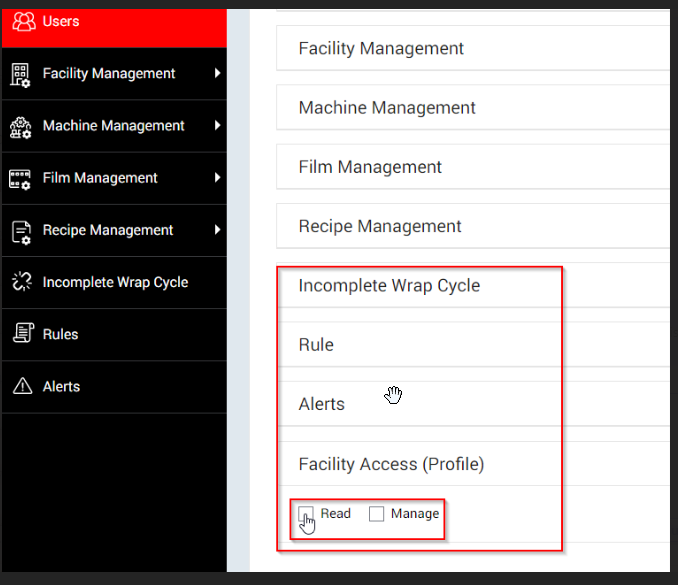 Users
Facility Management
Machine Management
Film Management
Recipe Management
Incomplete Wrap Cycle
Rules
Alerts
Facility Management
Machine Management
Film Management
Recipe Management
Incomplete Wrap Cycle
Rule
Alerts
Facility Access (Profile)
Read Manage